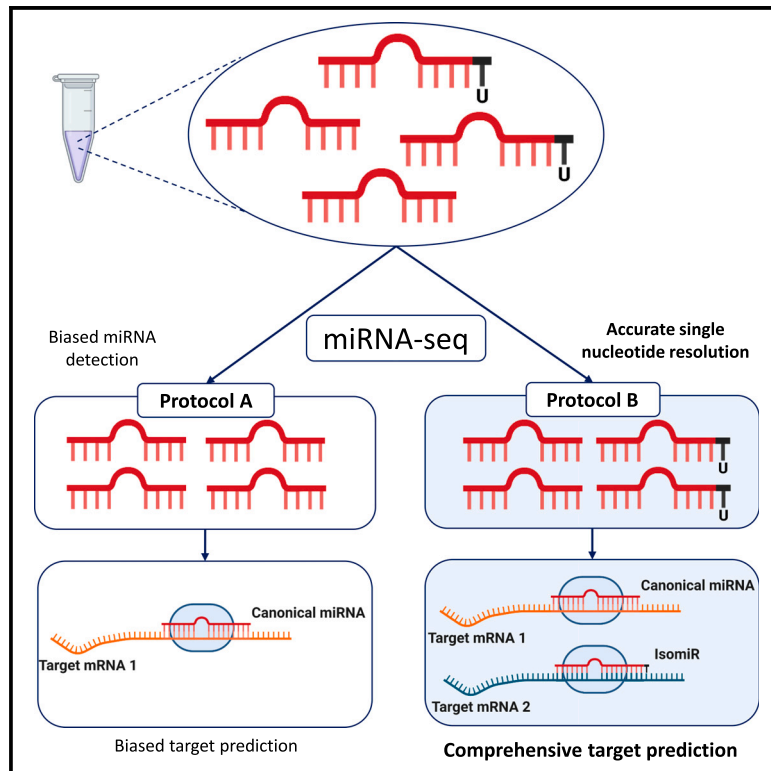 U
U
Biased miRNA
detection
miRNA-seq
Accurate single
nucleotide resolution
Protocol A
Protocol B
U
U
Canonical miRNA
Target mRNA 1
Canonical miRNA
Target mRNA 1
IsomiR
Target mRNA 2
Biased target prediction
Comprehensive target prediction